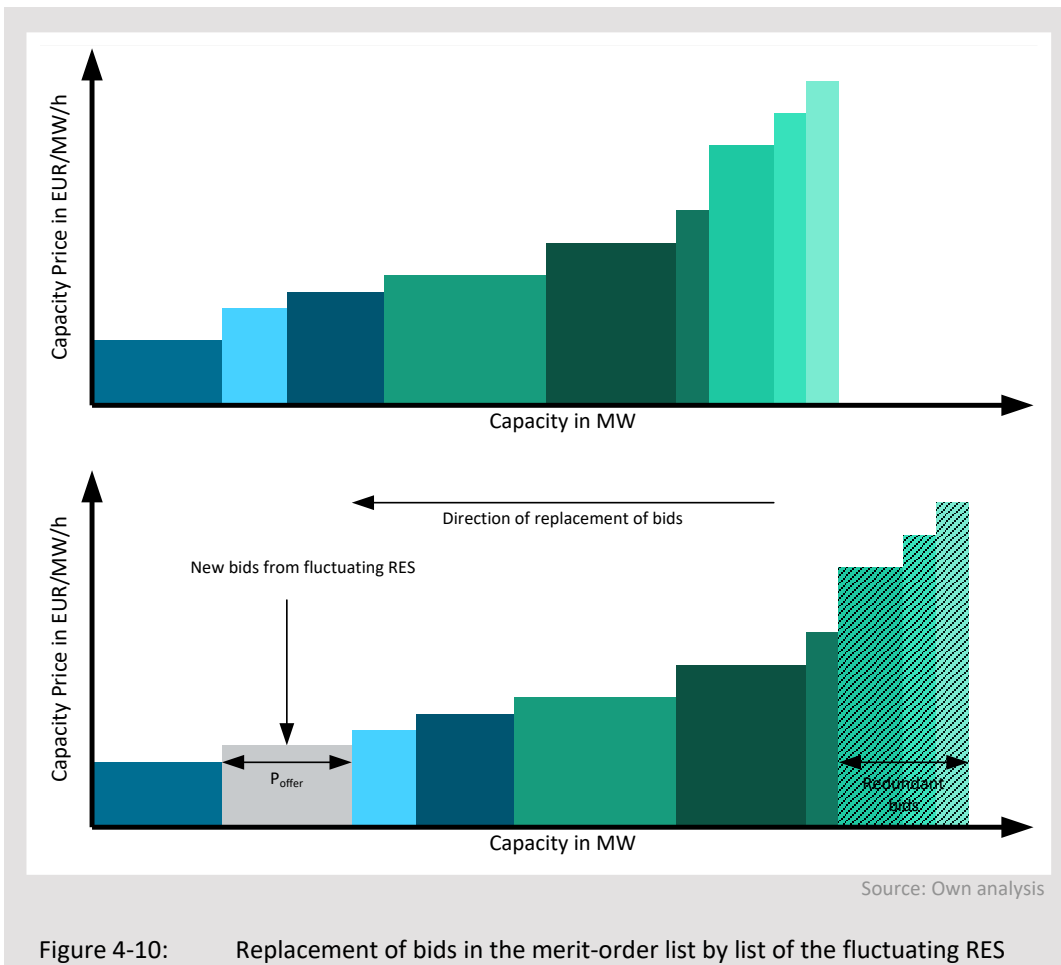 Capacity Price in EUR/MW/h
Capacity in MW
Direction of replacement of bids
New bids from fluctuating RES
Capacity Price in EUR/MW/h
Poffer
Redundant
bids
Capacity in MW
Source: Own analysis
Figure 4-10: Replacement of bids in the merit-order list by list of the fluctuating RES